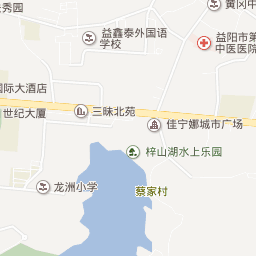 秀园
黄冈中
益鑫泰外国语
学校
益阳市第
中医医院
国际大酒店
三昧北苑
世纪大厦
佳宁娜城市广场
梓山湖水上乐园
龙洲小学
蔡家村